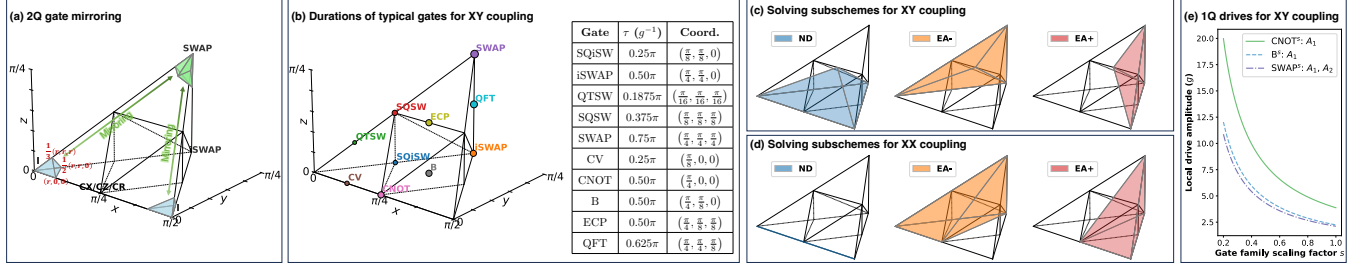 (a) 2Q gate mirroring
SWAP
π/4
z
Mirroring
Mirroring
I
1/3 (r, r, r)
1/2 (r, r, 0)
(r, 0, 0)
0
CX/CZ/CR
π/4
x
π/2
I
0
y
π/4
iSWAP
(b) Durations of typical gates for XY coupling
SWAP
π/4
QFT
SQSW
ECP
z
QTSW
iSWAP
SQiSW
B
0
CV
CNOT
π/4
x
π/2
0
y
π/4
Gate τ (g⁻¹) Coord.
SQiSW 0.25π (π/8, π/8, 0)
iSWAP 0.50π (π/4, π/4, 0)
QTSW 0.1875π (π/16, π/16, π/16)
SQSW 0.375π (π/8, π/8, π/8)
SWAP 0.75π (π/4, π/4, π/4)
CV 0.25π (π/8, 0, 0)
CNOT 0.50π (π/4, 0, 0)
B 0.50π (π/4, π/8, 0)
ECP 0.50π (π/4, π/8, π/8)
QFT 0.625π (π/4, π/4, π/8)
(c) Solving subschemes for XY coupling
ND
EA-
EA+
(d) Solving subschemes for XX coupling
ND
EA-
EA+
(e) 1Q drives for XY coupling
CNOTˢ: A₁
Bˢ: A₁
SWAPˢ: A₁, A₂
Local drive amplitude (g)
20.0
17.5
15.0
12.5
10.0
7.5
5.0
2.5
0.2 0.4 0.6 0.8 1.0
Gate family scaling factor s